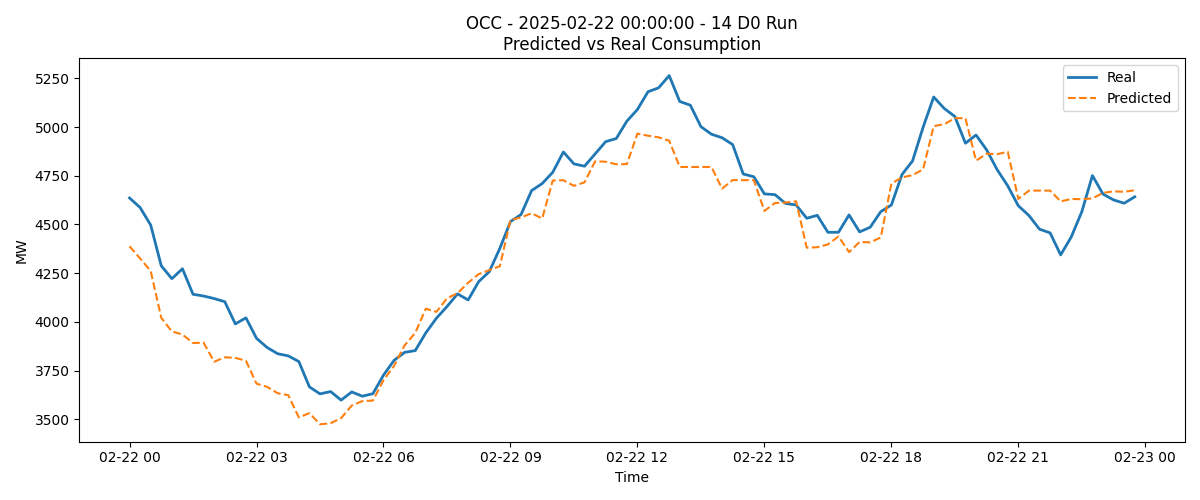 OCC - 2025-02-22 00:00:00 - 14 D0 Run
Predicted vs Real Consumption
Real
Predicted
5250
5000
4750
4500
4250
4000
3750
3500
MW
02-22 00
02-22 03
02-22 06
02-22 09
02-22 12
02-22 15
02-22 18
02-22 21
02-23 00
Time